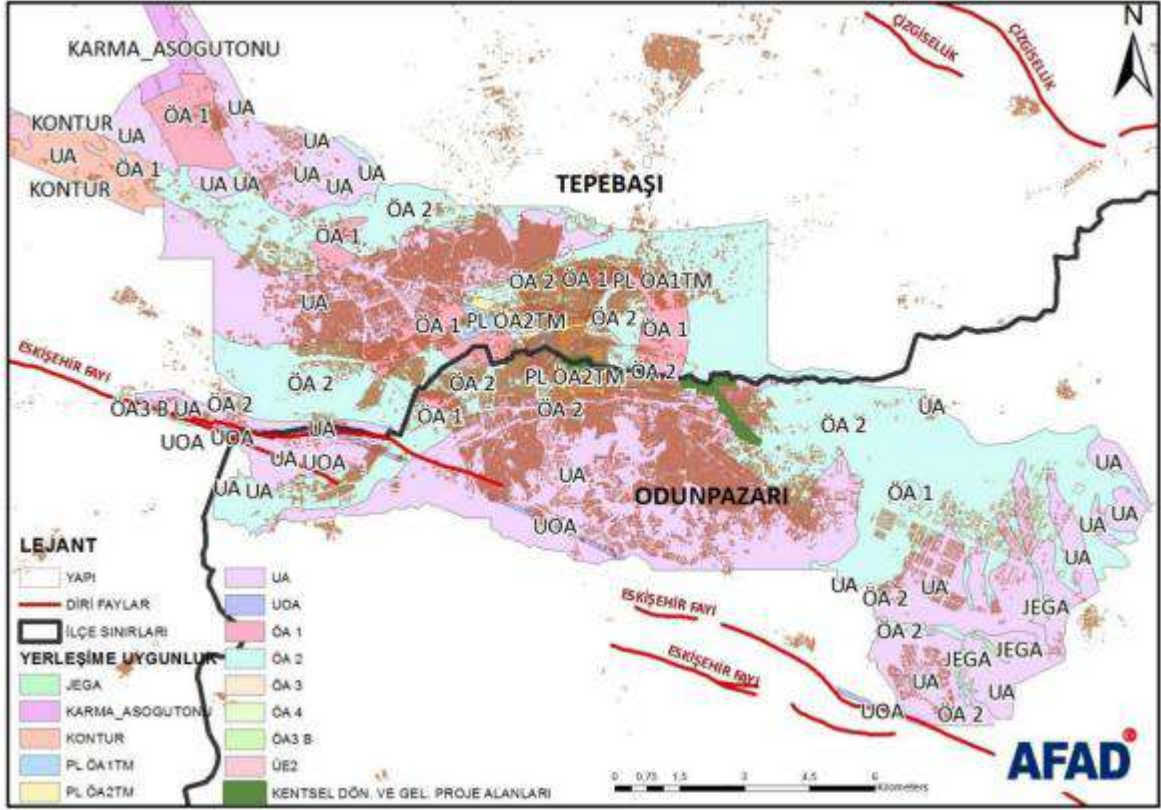 N
KARMA_ASOGUTONU
ÇİZGİSELLİK
ÇİZGİSELLİK
ÖA 1
UA
KONTUR
UA
UA
UA
ÖA 1
UA
KONTUR
UA UA
UA
UA
TEPEBAŞI
ÖA 2
ÖA 1
ÖA 2
ÖA 1
PL ÖA1TM
UA
ÖA 1
PL ÖA2TM
ÖA 2
ÖA 1
ESKİŞEHİR FAYI
ÖA 2
ÖA 2
PL ÖA2TM
ÖA 2
ÖA3 B
UA
ÖA 2
ÖA 1
ÖA 2
UA
ÖA 2
UOA
UOA
UA
UA
UOA
UA
UA
UA UA
ODUNPAZARI
ÖA 1
UA
UOA
UA
UA
LEJANT
YAPI
DİRİ FAYLAR
İLÇE SINIRLARI
YERLEŞİME UYGUNLUK
JEGA
KARMA_ASOGUTONU
KONTUR
PL ÖA1TM
PL ÖA2TM
UA
UOA
ÖA 1
ÖA 2
ÖA 3
ÖA 4
ÖA3 B
ÜE2
KENTSEL DÖN. VE GEL. PROJE ALANLARI
UA
ÖA 2
UA
JEGA
ESKİŞEHİR FAYI
ÖA 2
JEGA
JEGA
ESKİŞEHİR FAYI
UA
UA
UOA
ÖA 2
AFAD
0 0,75 1,5 3 4,5 6
Kilometers